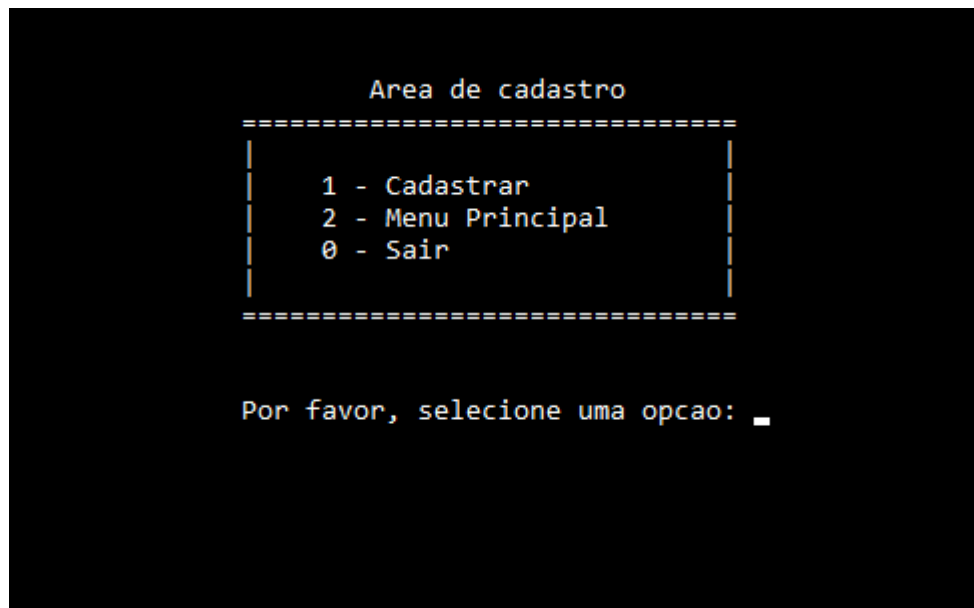 Area de cadastro
===============================
| |
| 1 - Cadastrar |
| 2 - Menu Principal |
| 0 - Sair |
| |
===============================
Por favor, selecione uma opcao: _